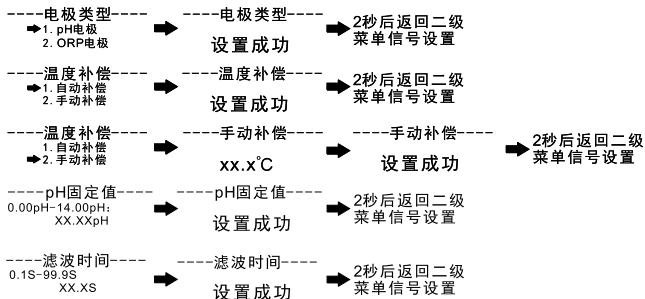 ----电极类型----
1. pH电极
2. ORP电极
----电极类型----
设置成功
2秒后返回二级
菜单信号设置
----温度补偿----
1. 自动补偿
2. 手动补偿
----温度补偿----
设置成功
2秒后返回二级
菜单信号设置
----温度补偿----
1. 自动补偿
2. 手动补偿
----手动补偿----
xx.x℃
----手动补偿----
设置成功
2秒后返回二级
菜单信号设置
----pH固定值----
0.00pH-14.00pH:
XX.XXpH
----pH固定值----
设置成功
2秒后返回二级
菜单信号设置
----滤波时间----
0.1S-99.9S
XX.XS
----滤波时间----
设置成功
2秒后返回二级
菜单信号设置